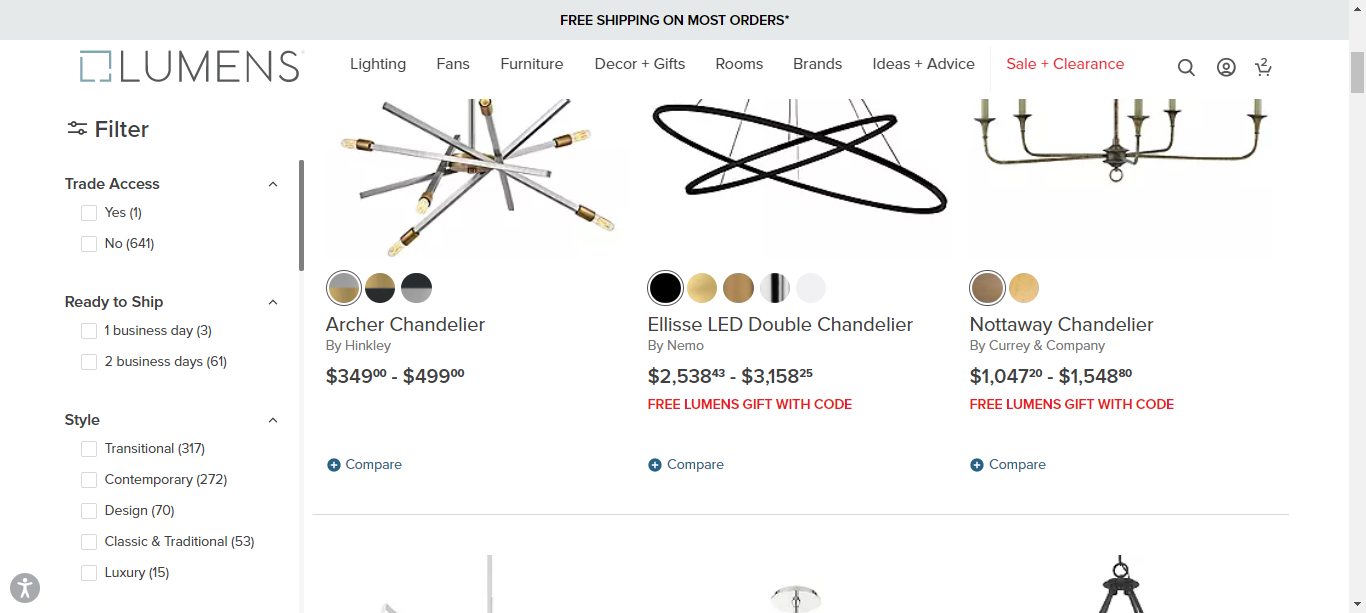 FREE SHIPPING ON MOST ORDERS*
LUMENS
Lighting
Fans
Furniture
Decor + Gifts
Rooms
Brands
Ideas + Advice
Sale + Clearance
2
Filter
Trade Access
Yes (1)
No (641)
Ready to Ship
1 business day (3)
2 business days (61)
Style
Transitional (317)
Contemporary (272)
Design (70)
Classic & Traditional (53)
Luxury (15)
Archer Chandelier
By Hinkley
$349.00 - $499.00
Compare
Ellisse LED Double Chandelier
By Nemo
$2,538.43 - $3,158.25
FREE LUMENS GIFT WITH CODE
Compare
Nottaway Chandelier
By Currey & Company
$1,047.20 - $1,548.80
FREE LUMENS GIFT WITH CODE
Compare